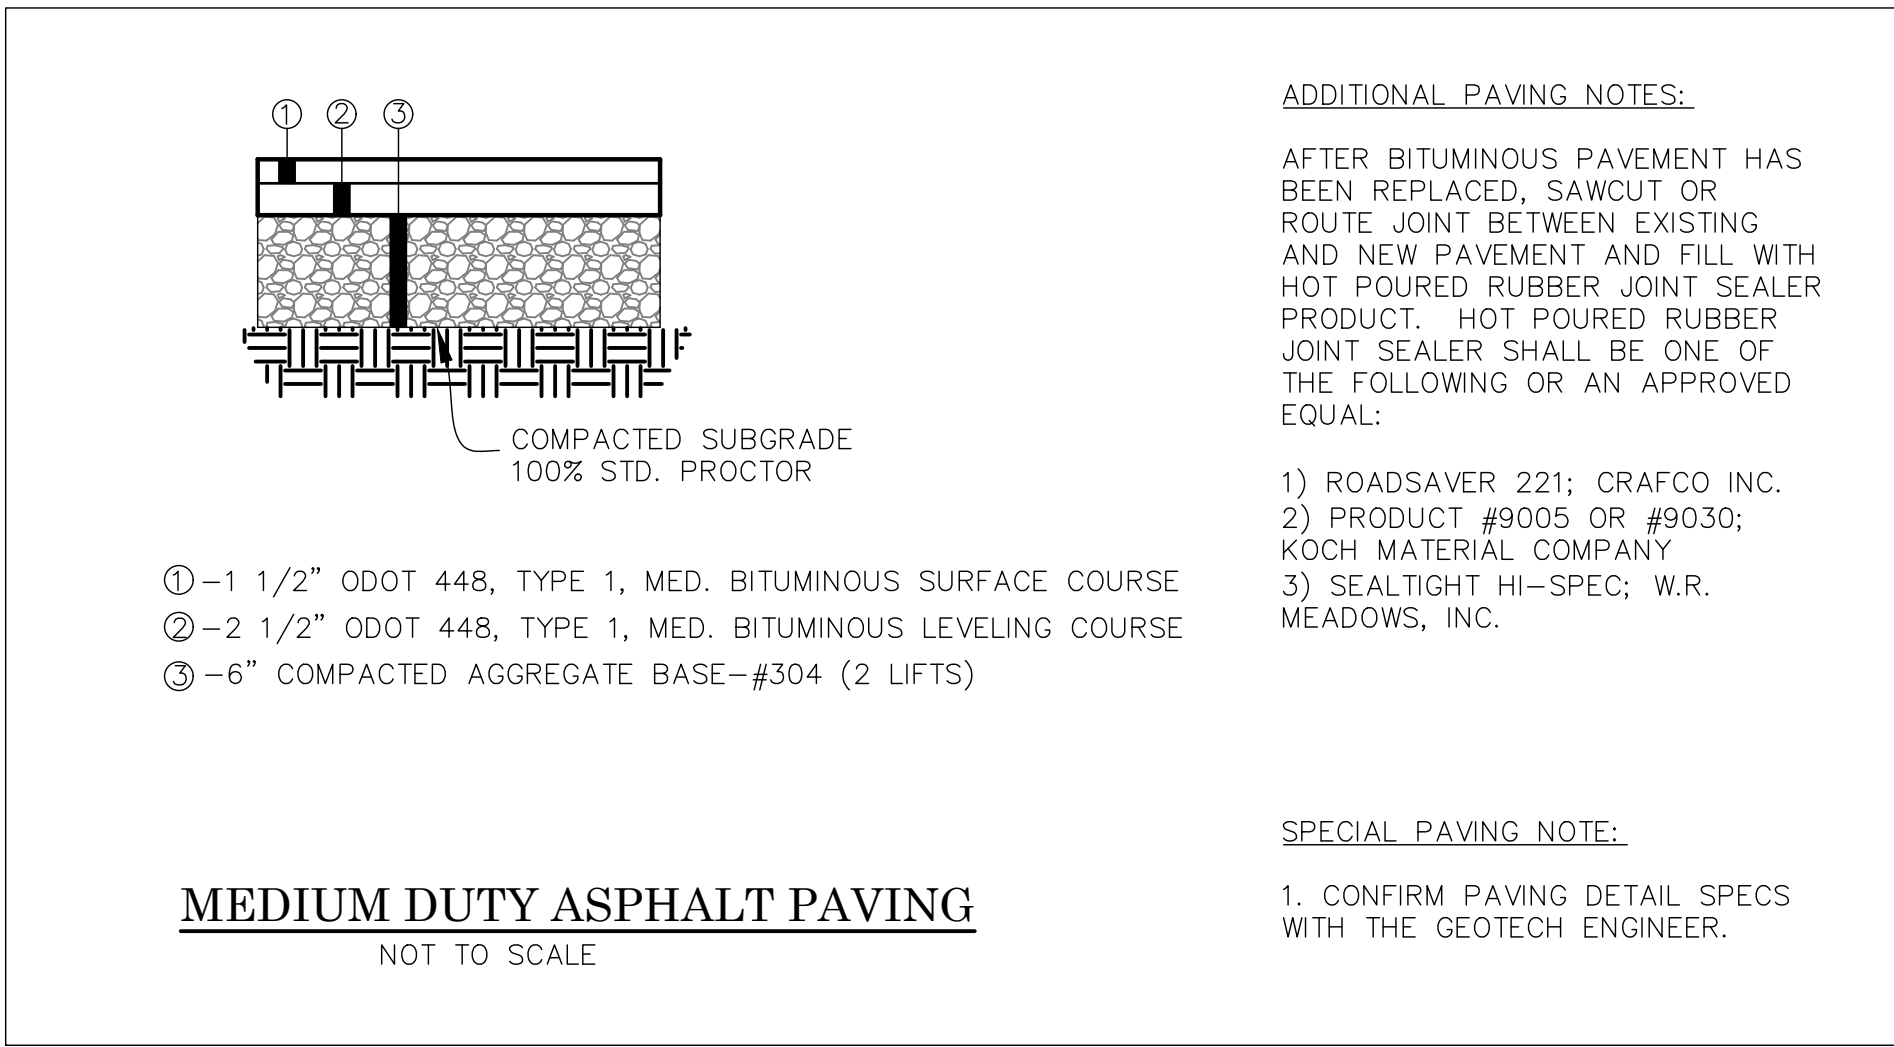 ① ② ③
COMPACTED SUBGRADE
100% STD. PROCTOR
① –1 1/2” ODOT 448, TYPE 1, MED. BITUMINOUS SURFACE COURSE
② –2 1/2” ODOT 448, TYPE 1, MED. BITUMINOUS LEVELING COURSE
③ –6” COMPACTED AGGREGATE BASE–#304 (2 LIFTS)
MEDIUM DUTY ASPHALT PAVING
NOT TO SCALE
ADDITIONAL PAVING NOTES:
AFTER BITUMINOUS PAVEMENT HAS
BEEN REPLACED, SAWCUT OR
ROUTE JOINT BETWEEN EXISTING
AND NEW PAVEMENT AND FILL WITH
HOT POURED RUBBER JOINT SEALER
PRODUCT. HOT POURED RUBBER
JOINT SEALER SHALL BE ONE OF
THE FOLLOWING OR AN APPROVED
EQUAL:
1) ROADSAVER 221; CRAFCO INC.
2) PRODUCT #9005 OR #9030;
KOCH MATERIAL COMPANY
3) SEALTIGHT HI–SPEC; W.R.
MEADOWS, INC.
SPECIAL PAVING NOTE:
1. CONFIRM PAVING DETAIL SPECS
WITH THE GEOTECH ENGINEER.